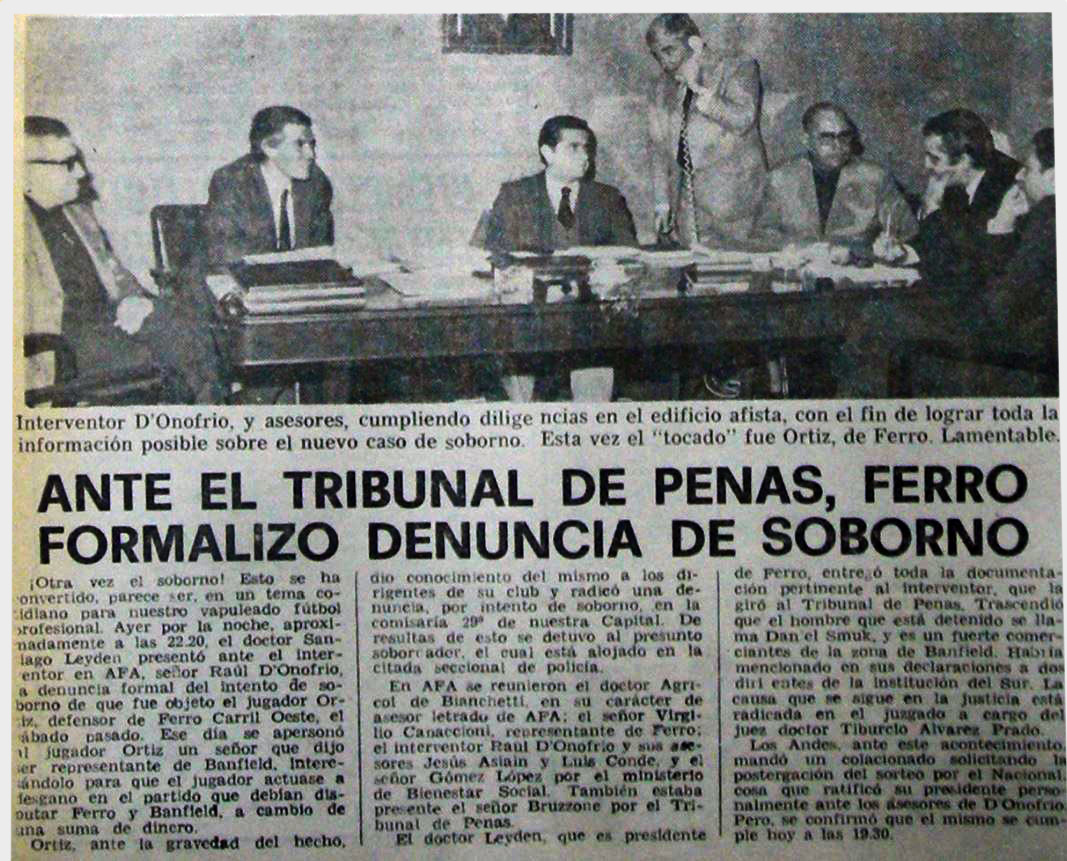 Interventor D'Onofrio, y asesores, cumpliendo dilige ncias en el edificio afista, con el fin de lograr toda la
información posible sobre el nuevo caso de soborno. Esta vez el "tocado" fue Ortiz, de Ferro. Lamentable.
ANTE EL TRIBUNAL DE PENAS, FERRO
FORMALIZO DENUNCIA DE SOBORNO
¡Otra vez el soborno! Esto se ha
onvertido, parece ser, en un tema co-
idiano para nuestro vapuleado fútbol
rofesional. Ayer por la noche, aproxi-
nadamente a las 22.20, el doctor San-
iago Leyden presentó ante el inter-
entor en AFA, señor Raúl D'Onofrio,
a denuncia formal del intento de so-
borno de que fue objeto el jugador Or-
iz, defensor de Ferro Carril Oeste, el
ábado pasado. Ese día se apersonó
l jugador Ortiz un señor que dijo
er representante de Banfield, intere-
ándolo para que el jugador actuase a
desgano en el partido que debían dis-
putar Ferro y Banfield, a cambio de
una suma de dinero.
Ortiz, ante la gravedad del hecho,
dio conocimiento del mismo a los di-
rigentes de su club y radicó una de-
nuncia, por intento de soborno, en la
comisaría 29ª de nuestra Capital. De
resultas de esto se detuvo al presunto
sobornador, el cual está alojado en la
citada seccional de policía.
En AFA se reunieron el doctor Agrí-
col de Bianchetti, en su carácter de
asesor letrado de AFA; el señor Virgi-
lio Canaccioni, representante de Ferro;
el interventor Raúl D'Onofrio y sus ase-
sores Jesús Asiain y Luis Conde, y el
señor Gómez López por el ministerio
de Bienestar Social. También estaba
presente el señor Bruzzone por el Tri-
bunal de Penas.
El doctor Leyden, que es presidente
de Ferro, entregó toda la documenta-
ción pertinente al interventor, que la
giró al Tribunal de Penas. Trascendió
que el hombre que está detenido se lla-
ma Dan el Smuk, y es un fuerte comer-
ciantes de la zona de Banfield. Habría
mencionado en sus declaraciones a dos
diri entes de la institución del Sur. La
causa que se sigue en la justicia está
radicada en el juzgado a cargo del
juez doctor Tiburcio Alvarez Prado.
Los Andes, ante este acontecimiento,
mandó un colacionado solicitando la
postergación del sorteo por el Nacional,
cosa que ratificó su presidente perso-
nalmente ante los asesores de D'Onofrio.
Pero, se confirmó que el mismo se cum-
ple hoy a las 19.30.